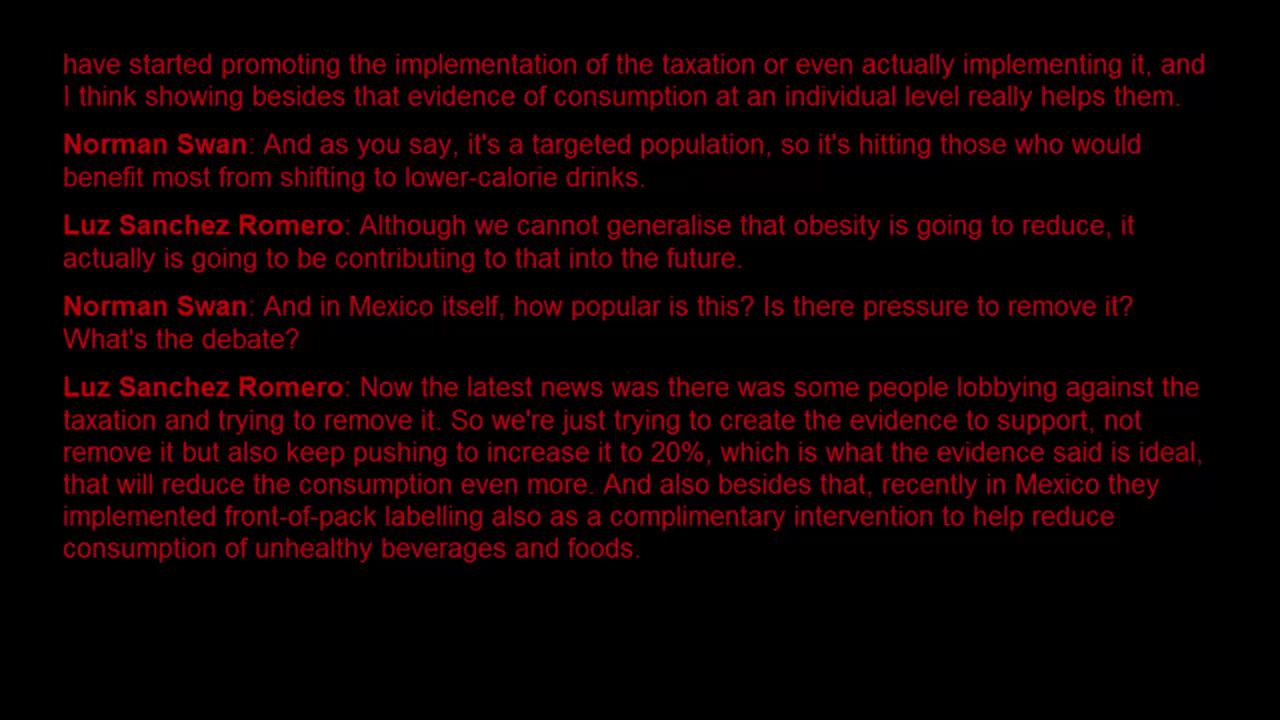 have started promoting the implementation of the taxation or even actually implementing it, and
I think showing besides that evidence of consumption at an individual level really helps them.
Norman Swan: And as you say, it's a targeted population, so it's hitting those who would
benefit most from shifting to lower-calorie drinks.
Luz Sanchez Romero: Although we cannot generalise that obesity is going to reduce, it
actually is going to be contributing to that into the future.
Norman Swan: And in Mexico itself, how popular is this? Is there pressure to remove it?
What's the debate?
Luz Sanchez Romero: Now the latest news was there was some people lobbying against the
taxation and trying to remove it. So we're just trying to create the evidence to support, not
remove it but also keep pushing to increase it to 20%, which is what the evidence said is ideal,
that will reduce the consumption even more. And also besides that, recently in Mexico they
implemented front-of-pack labelling also as a complimentary intervention to help reduce
consumption of unhealthy beverages and foods.